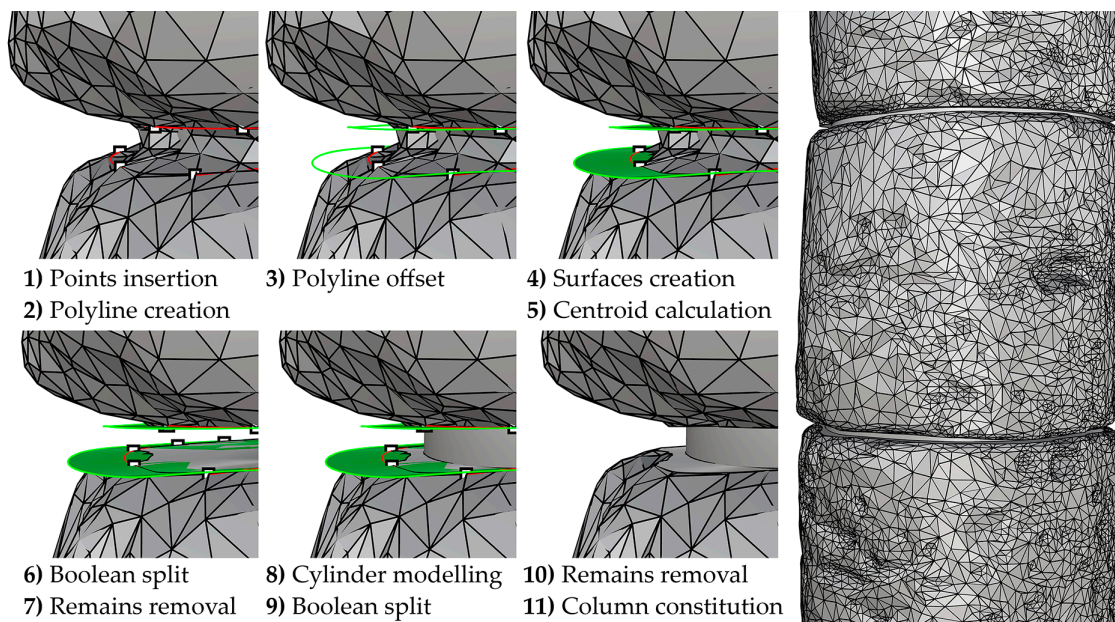 1) Points insertion
2) Polyline creation
3) Polyline offset
4) Surfaces creation
5) Centroid calculation
6) Boolean split
7) Remains removal
8) Cylinder modelling
9) Boolean split
10) Remains removal
11) Column constitution